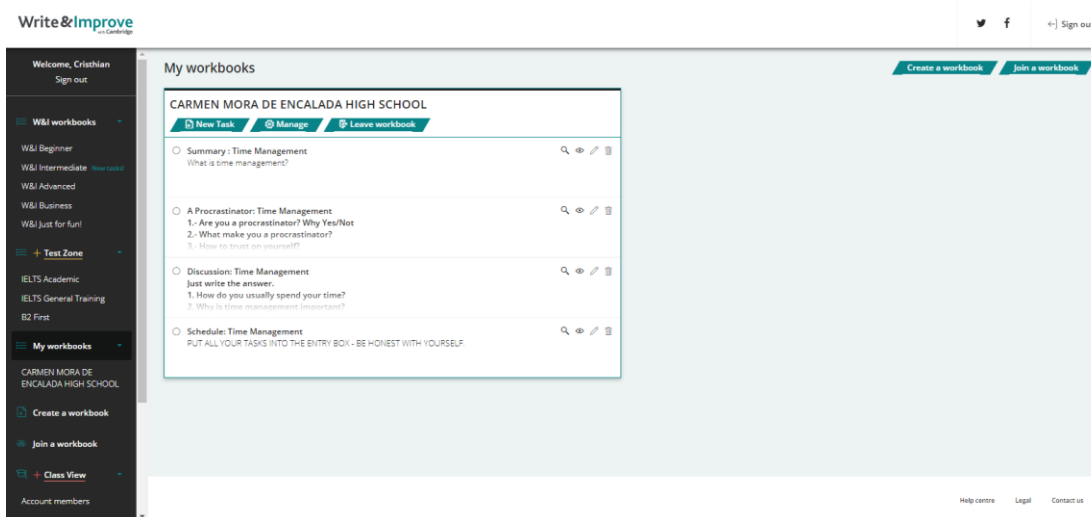 Write&Improve
with Cambridge
Sign ou
Welcome, Cristhian
Sign out
W&I workbooks
W&I Beginner
W&I Intermediate New tasks!
W&I Advanced
W&I Business
W&I Just for fun!
+ Test Zone
IELTS Academic
IELTS General Training
B2 First
My workbooks
CARMEN MORA DE
ENCALADA HIGH SCHOOL
Create a workbook
Join a workbook
+ Class View
Account members
My workbooks
Create a workbook
Join a workbook
CARMEN MORA DE ENCALADA HIGH SCHOOL
New Task
Manage
Leave workbook
Summary : Time Management
What is time management?
A Procrastinator: Time Management
1.- Are you a procrastinator? Why Yes/Not
2.- What make you a procrastinator?
3.- How to trust on yourself?
Discussion: Time Management
Just write the answer.
1. How do you usually spend your time?
2. Why is time management important?
Schedule: Time Management
PUT ALL YOUR TASKS INTO THE ENTRY BOX - BE HONEST WITH YOURSELF.
Help centre
Legal
Contact us